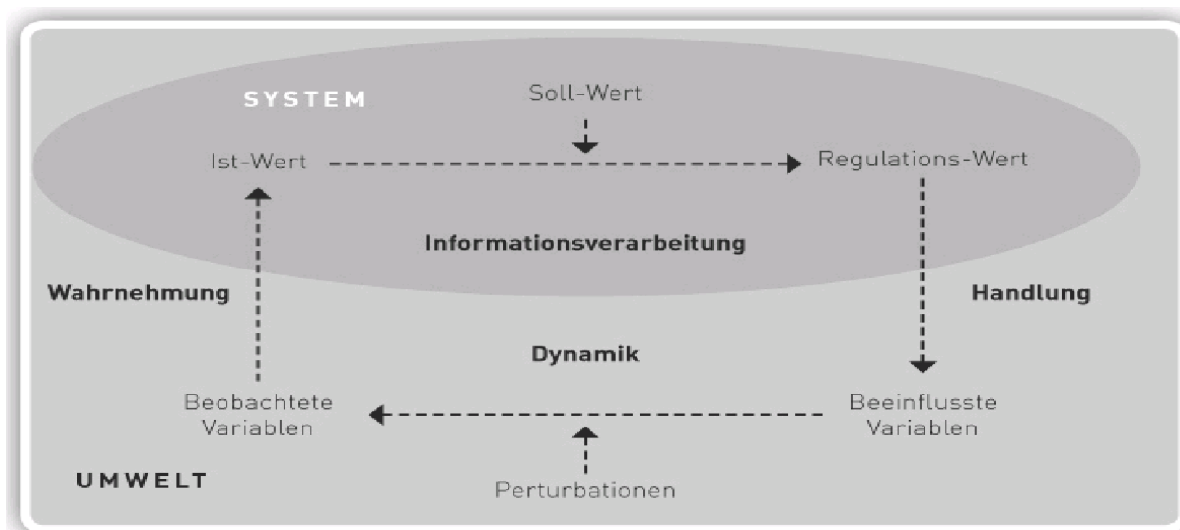 SYSTEM
Soll-Wert
Ist-Wert
Regulations-Wert
Informationsverarbeitung
Wahrnehmung
Handlung
Dynamik
Beobachtete
Variablen
Beeinflusste
Variablen
UMWELT
Perturbationen